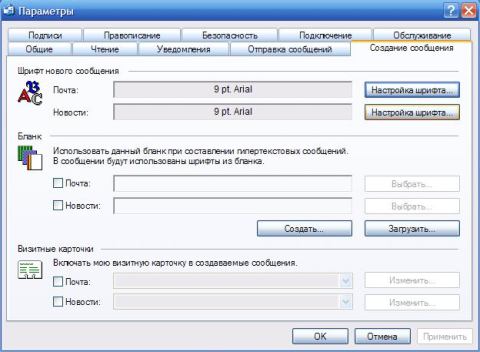 Параметры
Подписи Правописание Безопасность Подключение Обслуживание
Общие Чтение Уведомления Отправка сообщений Создание сообщения
Шрифт нового сообщения
Почта: 9 pt. Arial Настройка шрифта...
Новости: 9 pt. Arial Настройка шрифта...
Бланк
Использовать данный бланк при составлении гипертекстовых сообщений.
В сообщении будут использованы шрифты из бланка.
Почта: Выбрать...
Новости: Выбрать...
Создать... Загрузить...
Визитные карточки
Включать мою визитную карточку в создаваемые сообщения.
Почта: Изменить...
Новости: Изменить...
OK Отмена Применить